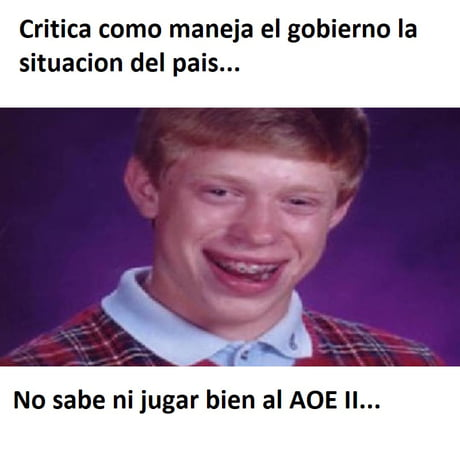 Critica como maneja el gobierno la
situacion del pais...
No sabe ni jugar bien al AOE II...